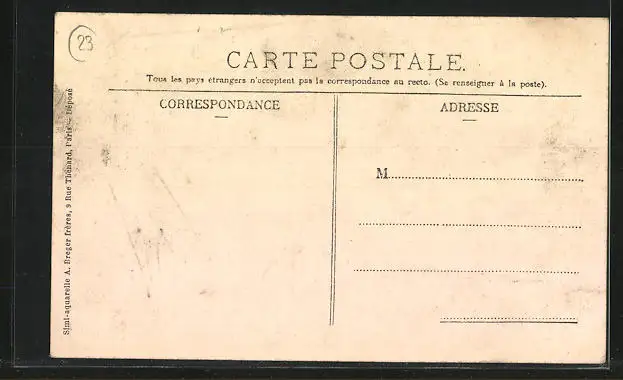 23
CARTE POSTALE.
Tous les pays étrangers n'acceptent pas la correspondance au recto. (Se renseigner à la poste).
CORRESPONDANCE
ADRESSE
M
Simi-aquarelle A. Breger frères, 9 Rue Thénard, Paris - Déposé